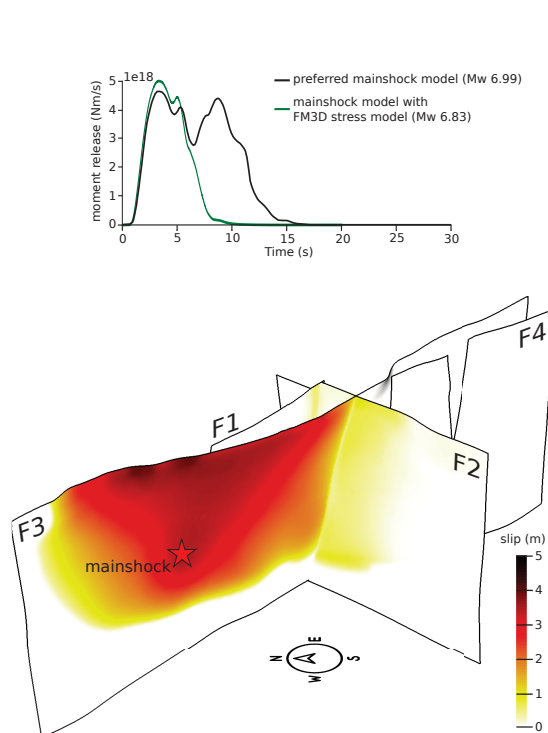 1e18
preferred mainshock model (Mw 6.99)
mainshock model with
FM3D stress model (Mw 6.83)
moment release (Nm/s)
5
4
3
2
1
0
0 5 10 15 20 25 30
Time (s)
F4
F1
F2
F3
mainshock
slip (m)
5
4
3
2
1
0
N E S W